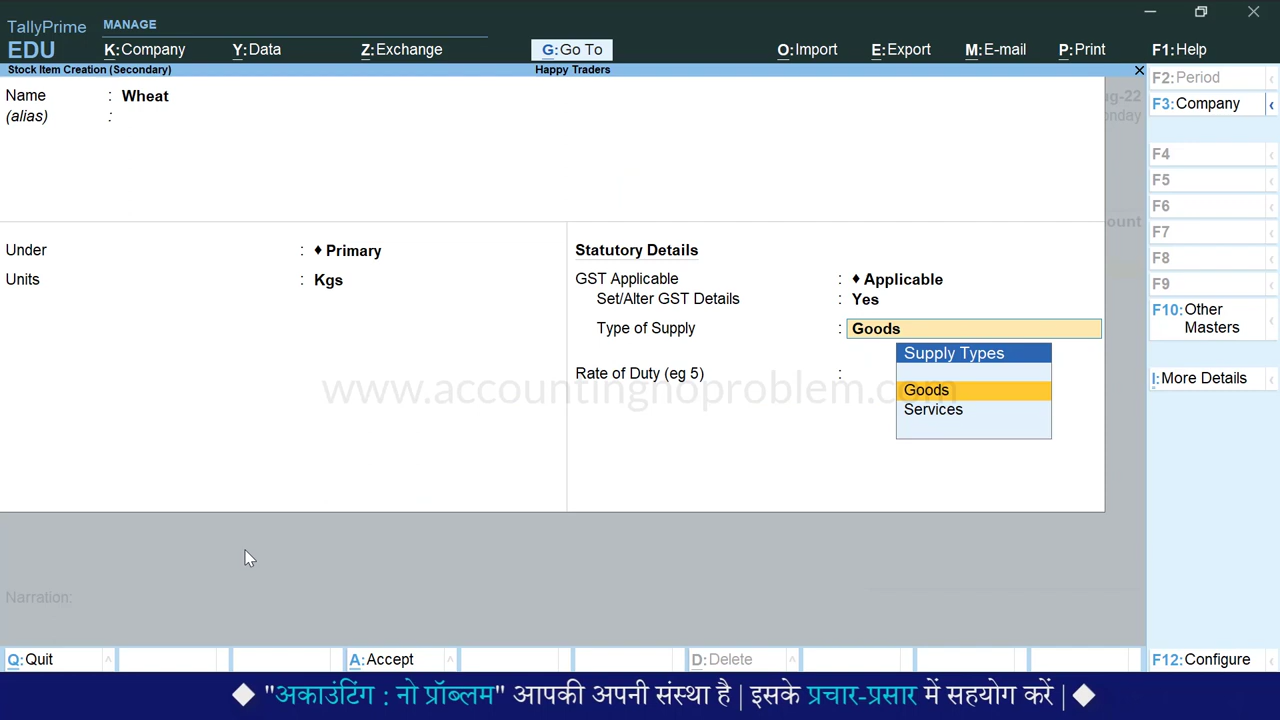 TallyPrime MANAGE
EDU K:Company Y:Data Z:Exchange G:Go To O:Import E:Export M:E-mail P:Print F1:Help
Stock Item Creation (Secondary) Happy Traders
F2:Period
Name : Wheat
ug-22
F3:Company
(alias) :
onday
F4
F5
F6
ount
F7
Under : ♦ Primary Statutory Details
F8
Units : Kgs GST Applicable : ♦ Applicable
F9
Set/Alter GST Details : Yes
F10:Other
Masters
Type of Supply : Goods
Supply Types
Rate of Duty (eg 5) :
I:More Details
www.accountingnoproblem.com
Goods
Services
Narration:
Q:Quit A:Accept D:Delete F12:Configure
◆ "अकाउंटिंग : नो प्रॉब्लम" आपकी अपनी संस्था है | इसके प्रचार-प्रसार में सहयोग करें | ◆